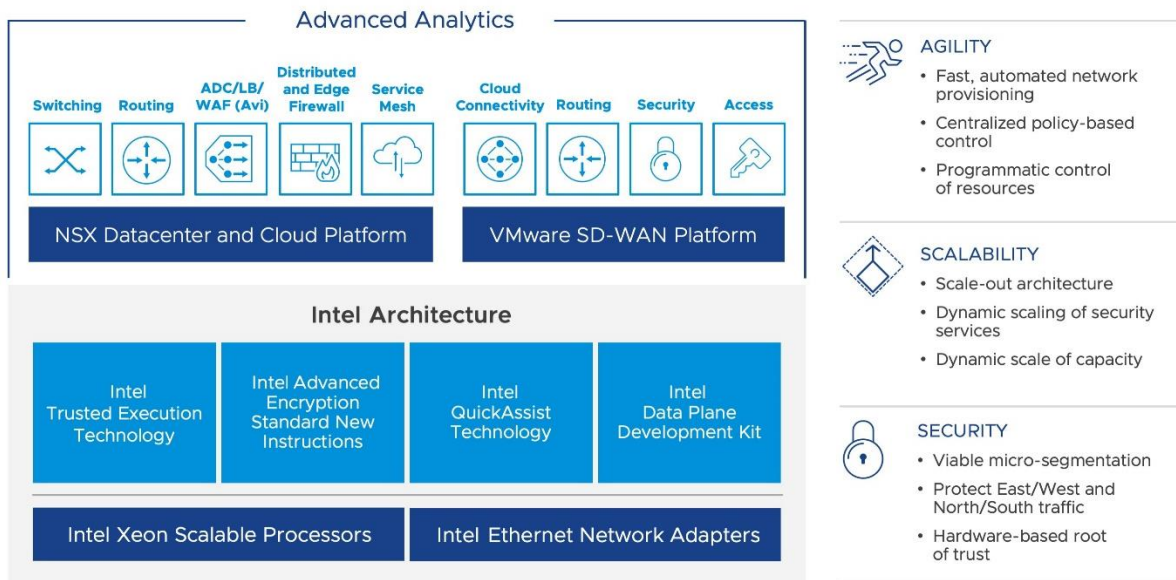 Advanced Analytics
Switching
Routing
ADC/LB/
WAF (Avi)
Distributed
and Edge
Firewall
Service
Mesh
Cloud
Connectivity
Routing
Security
Access
NSX Datacenter and Cloud Platform
VMware SD-WAN Platform
Intel Architecture
Intel
Trusted Execution
Technology
Intel Advanced
Encryption
Standard New
Instructions
Intel
QuickAssist
Technology
Intel
Data Plane
Development Kit
Intel Xeon Scalable Processors
Intel Ethernet Network Adapters
AGILITY
• Fast, automated network
provisioning
• Centralized policy-based
control
• Programmatic control
of resources
SCALABILITY
• Scale-out architecture
• Dynamic scaling of security
services
• Dynamic scale of capacity
SECURITY
• Viable micro-segmentation
• Protect East/West and
North/South traffic
• Hardware-based root
of trust